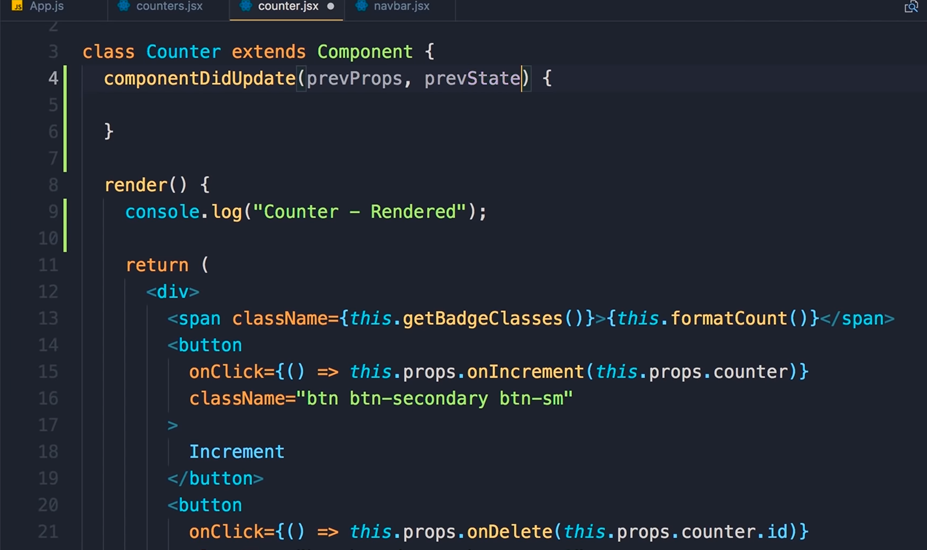 JS App.js counters.jsx counter.jsx navbar.jsx
2
3 class Counter extends Component {
4 componentDidUpdate(prevProps, prevState) {
5
6 }
7
8 render() {
9 console.log("Counter - Rendered");
10
11 return (
12 <div>
13 <span className={this.getBadgeClasses()}>{this.formatCount()}</span>
14 <button
15 onClick={() => this.props.onIncrement(this.props.counter)}
16 className="btn btn-secondary btn-sm"
17 >
18 Increment
19 </button>
20 <button
21 onClick={() => this.props.onDelete(this.props.counter.id)}